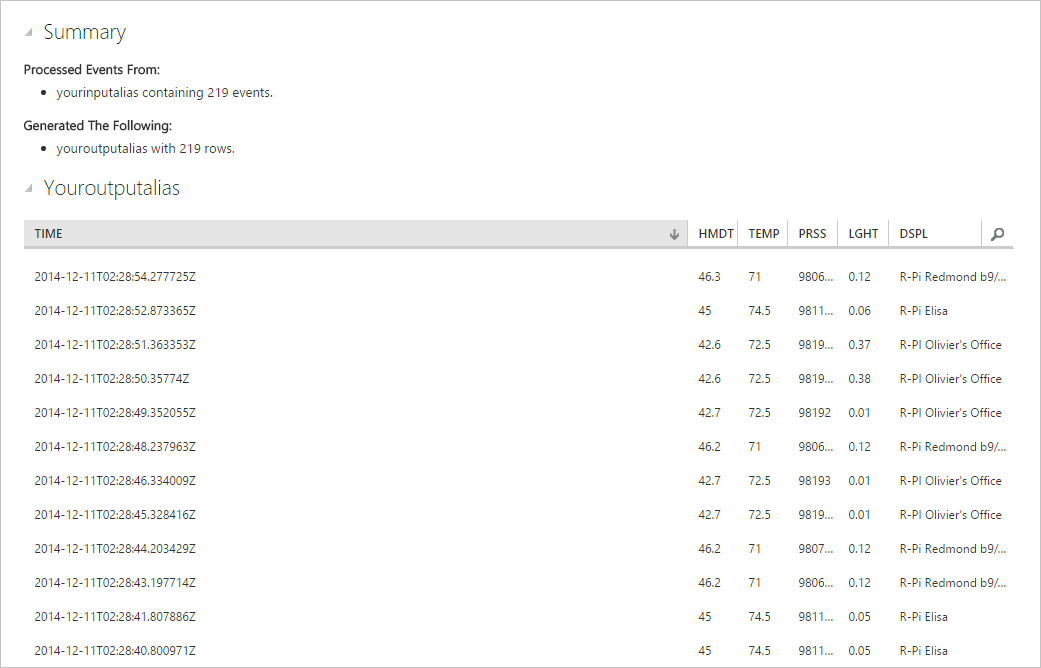 Summary
Processed Events From:
yourinputalias containing 219 events.
Generated The Following:
youroutputalias with 219 rows.
Youroutputalias
TIME HMDT TEMP PRSS LGHT DSPL
2014-12-11T02:28:54.277725Z 46.3 71 9806... 0.12 R-Pi Redmond b9/...
2014-12-11T02:28:52.873365Z 45 74.5 9811... 0.06 R-Pi Elisa
2014-12-11T02:28:51.363353Z 42.6 72.5 9819... 0.37 R-PI Olivier's Office
2014-12-11T02:28:50.35774Z 42.6 72.5 9819... 0.38 R-PI Olivier's Office
2014-12-11T02:28:49.352055Z 42.7 72.5 98192 0.01 R-PI Olivier's Office
2014-12-11T02:28:48.237963Z 46.2 71 9806... 0.12 R-Pi Redmond b9/...
2014-12-11T02:28:46.334009Z 42.7 72.5 98193 0.01 R-PI Olivier's Office
2014-12-11T02:28:45.328416Z 42.7 72.5 9819... 0.01 R-PI Olivier's Office
2014-12-11T02:28:44.203429Z 46.2 71 9807... 0.12 R-Pi Redmond b9/...
2014-12-11T02:28:43.197714Z 46.2 71 9806... 0.12 R-Pi Redmond b9/...
2014-12-11T02:28:41.807886Z 45 74.5 9811... 0.05 R-Pi Elisa
2014-12-11T02:28:40.800971Z 45 74.5 9811... 0.05 R-Pi Elisa